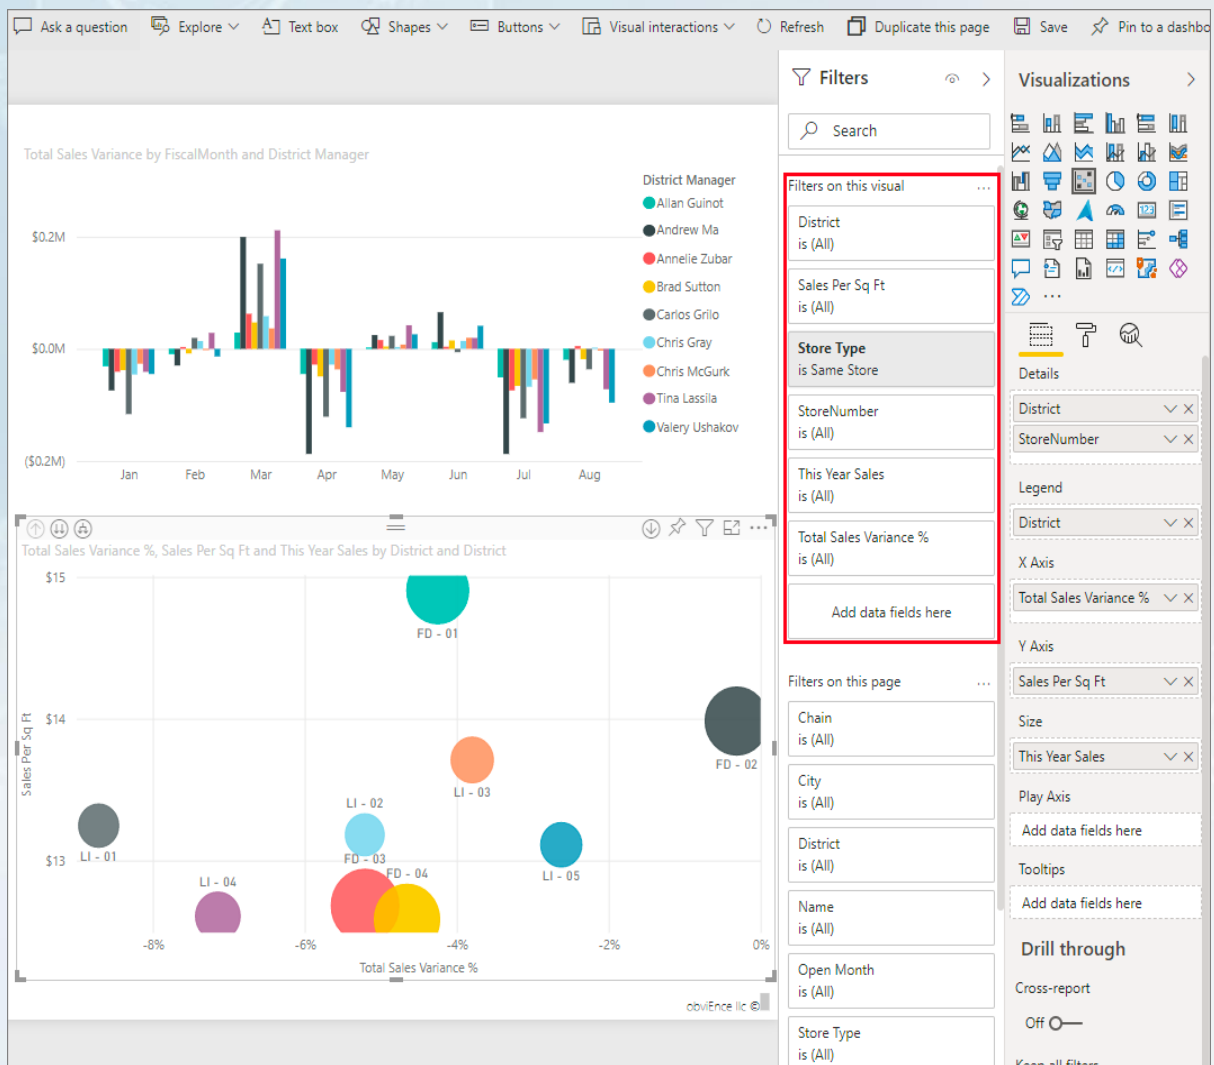 Ask a question
Explore
Text box
Shapes
Buttons
Visual interactions
Refresh
Duplicate this page
Save
Pin to a dashbo
Total Sales Variance by FiscalMonth and District Manager
District Manager
Allan Guinot
Andrew Ma
Annelie Zubar
Brad Sutton
Carlos Grilo
Chris Gray
Chris McGurk
Tina Lassila
Valery Ushakov
$0.2M
$0.0M
($0.2M)
Jan Feb Mar Apr May Jun Jul Aug
Total Sales Variance %, Sales Per Sq Ft and This Year Sales by District and District
Sales Per Sq Ft
$15
$14
$13
FD - 01
FD - 02
LI - 03
LI - 02
LI - 01
FD - 03
FD - 04
LI - 05
LI - 04
-8% -6% -4% -2% 0%
Total Sales Variance %
obviEnce llc ©
Filters
Search
Filters on this visual
District
is (All)
Sales Per Sq Ft
is (All)
Store Type
is Same Store
StoreNumber
is (All)
This Year Sales
is (All)
Total Sales Variance %
is (All)
Add data fields here
Filters on this page
Chain
is (All)
City
is (All)
District
is (All)
Name
is (All)
Open Month
is (All)
Store Type
is (All)
Visualizations
123
Details
District
StoreNumber
Legend
District
X Axis
Total Sales Variance %
Y Axis
Sales Per Sq Ft
Size
This Year Sales
Play Axis
Add data fields here
Tooltips
Add data fields here
Drill through
Cross-report
Off
Keep all filters